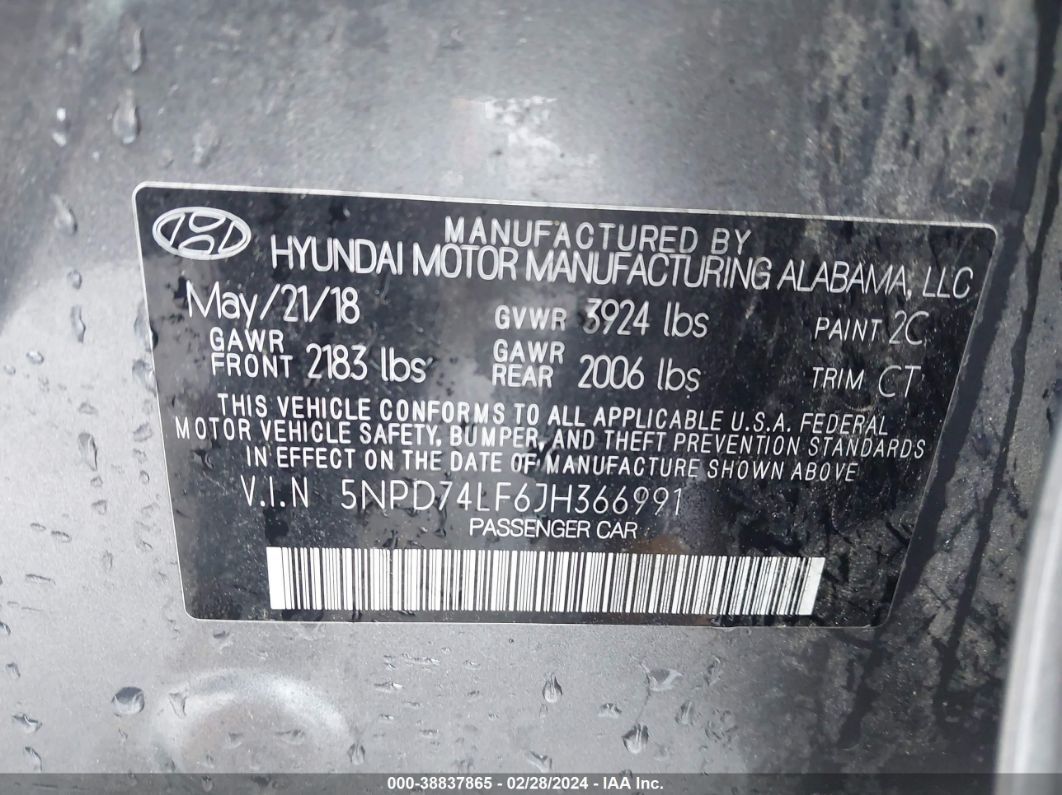 MANUFACTURED BY
HYUNDAI MOTOR MANUFACTURING ALABAMA, LLC
May/21/18 GVWR 3924 lbs PAINT 2C
GAWR FRONT 2183 lbs GAWR REAR 2006 lbs TRIM CT
THIS VEHICLE CONFORMS TO ALL APPLICABLE U.S.A. FEDERAL
MOTOR VEHICLE SAFETY, BUMPER, AND THEFT PREVENTION STANDARDS
IN EFFECT ON THE DATE OF MANUFACTURE SHOWN ABOVE
V.I.N 5NPD74LF6JH366991
PASSENGER CAR
000-38837865 - 02/28/2024 - IAA Inc.